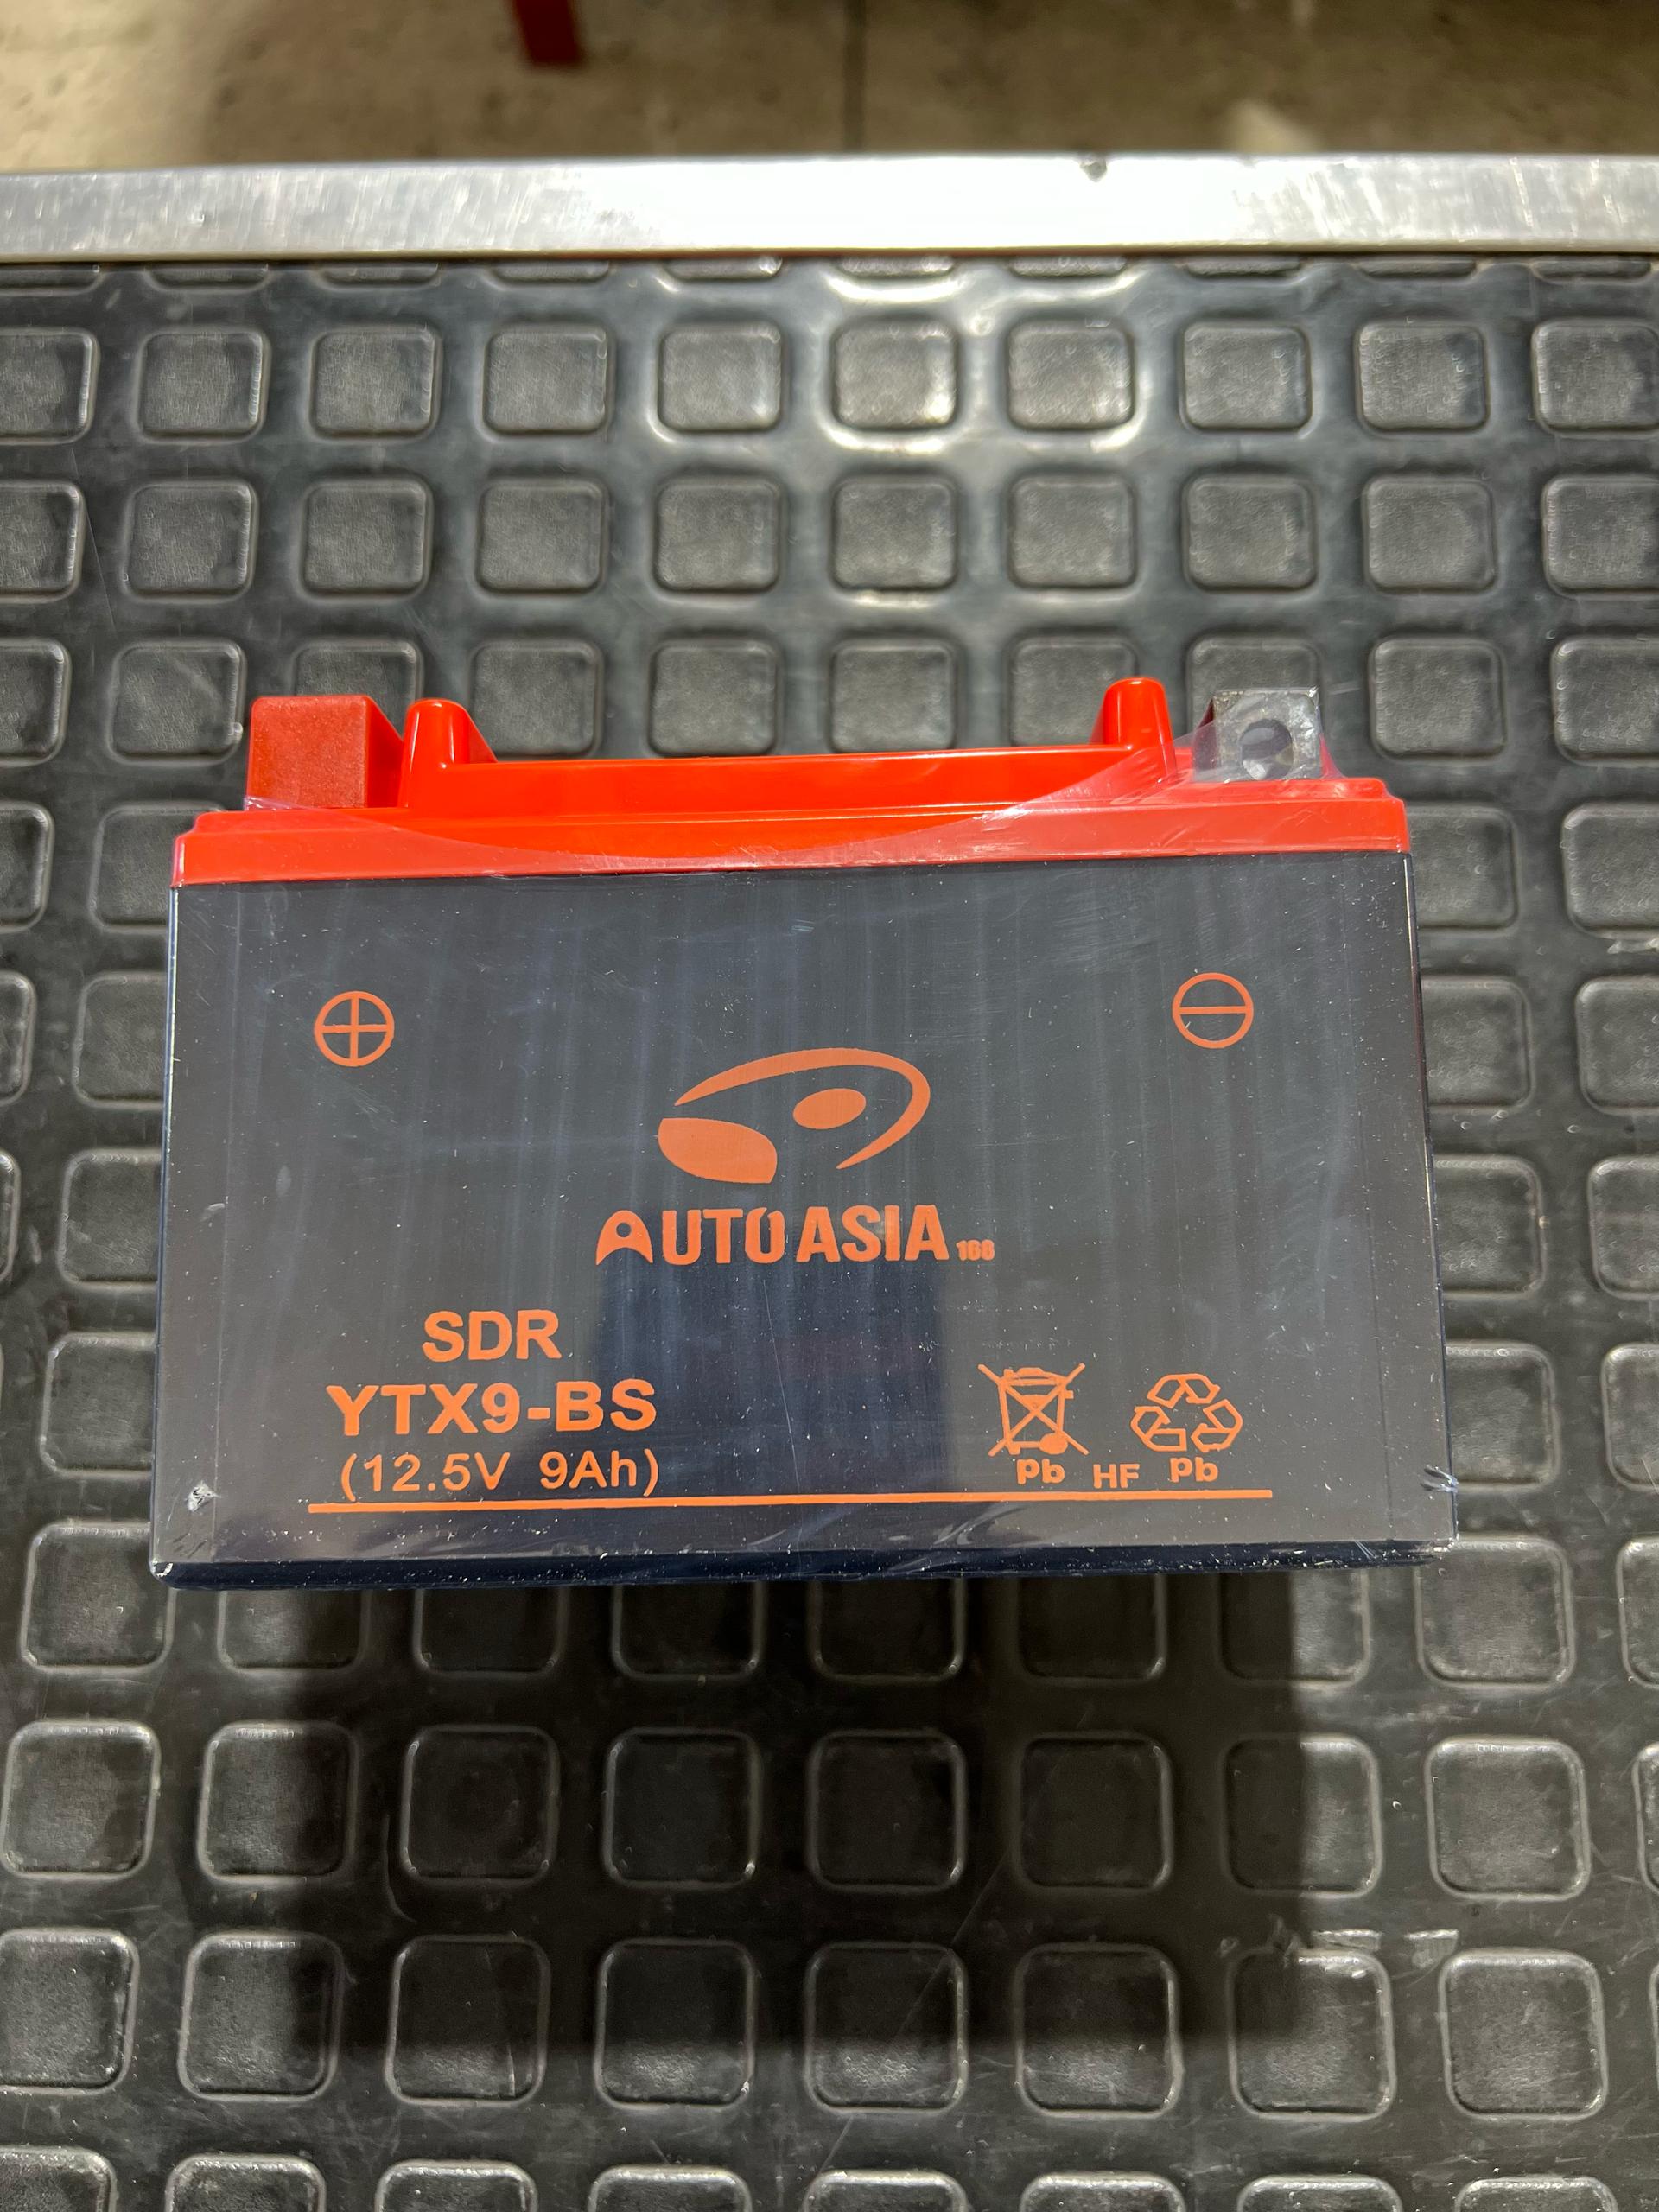 AUTO ASIA 168
SDR
YTX9-BS
(12.5V 9Ah)
Pb HF Pb